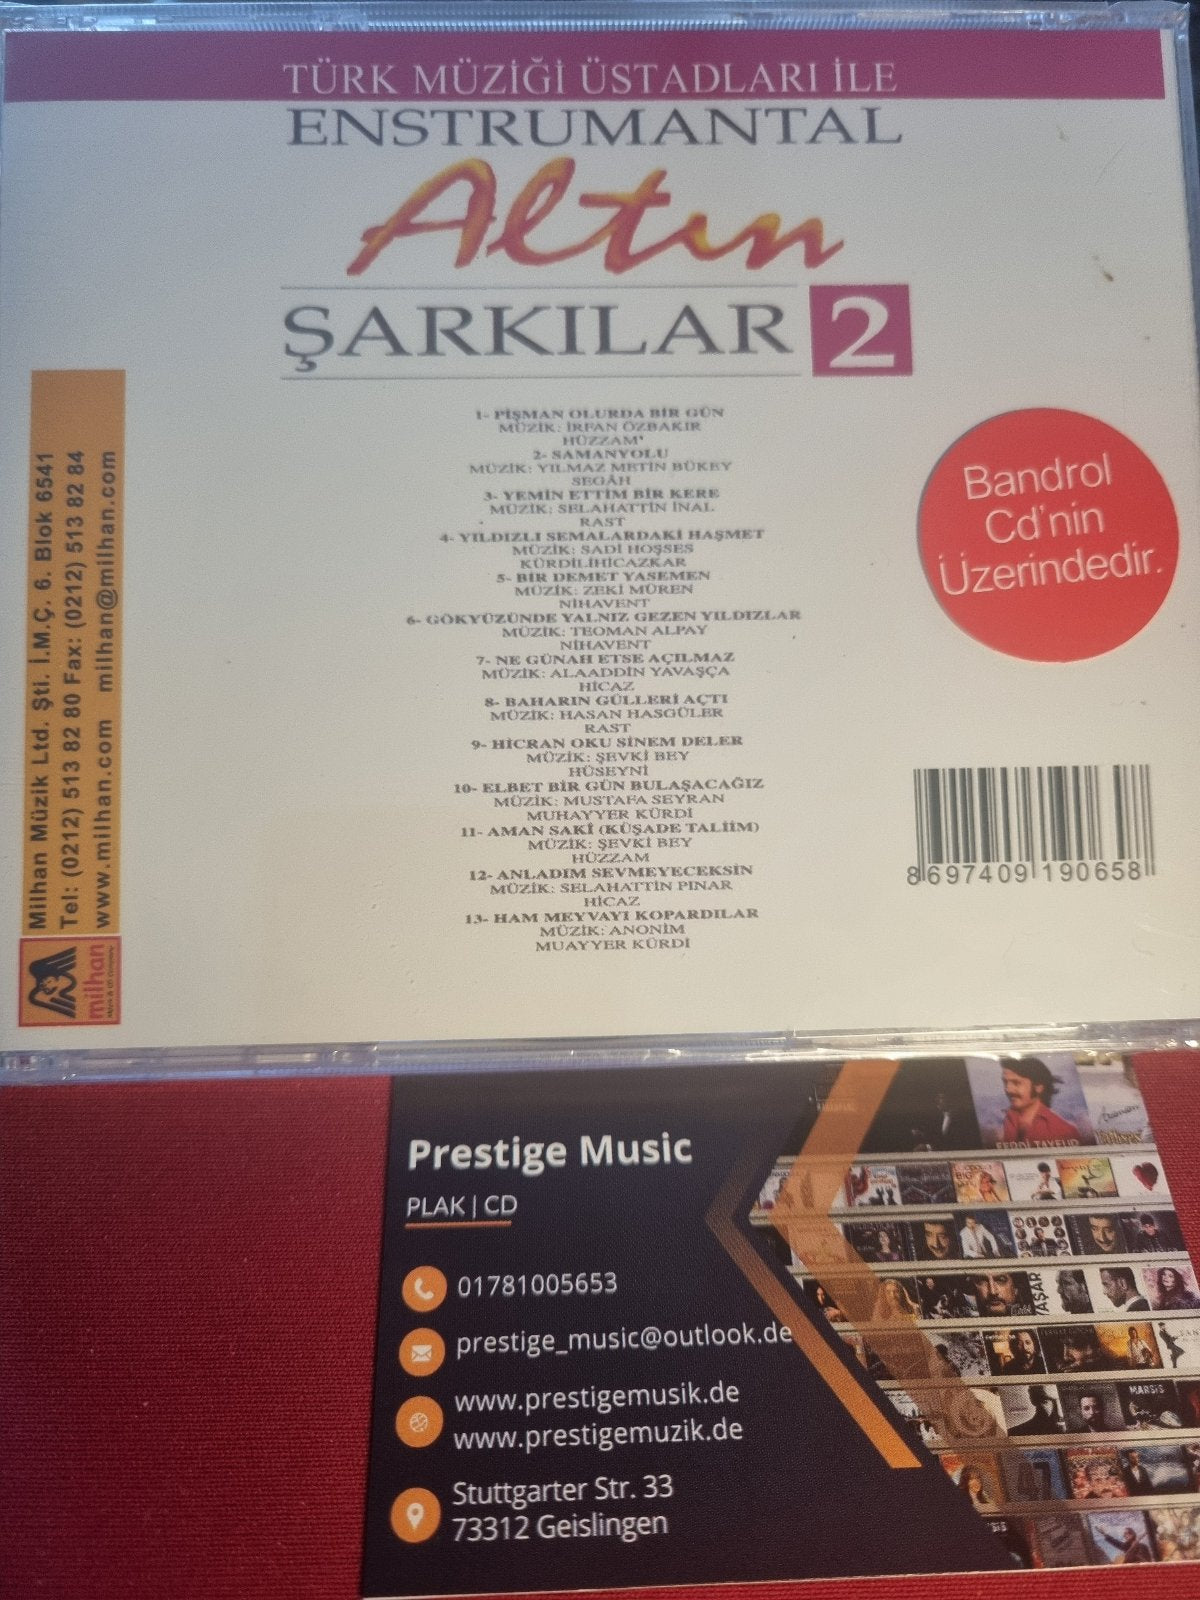 TÜRK MÜZİĞİ ÜSTADLARI İLE
ENSTRUMANTAL
Altın
ŞARKILAR 2
1- PİŞMAN OLURDA BİR GÜN
MÜZİK: İRFAN ÖZBAKIR
HÜZZAM'
2- SAMANYOLU
MÜZİK: YILMAZ METİN BÜKEY
SEGÂH
3- YEMİN ETTİM BİR KERE
MÜZİK: SELAHATTİN İNAL
RAST
4- YILDIZLI SEMALARDAKİ HAŞMET
MÜZİK: SADİ HOŞSES
KÜRDİLİHİCAZKAR
5- BİR DEMET YASEMEN
MÜZİK: ZEKİ MÜREN
NİHAVENT
6- GÖKYÜZÜNDE YALNIZ GEZEN YILDIZLAR
MÜZİK: TEOMAN ALPAY
NİHAVENT
7- NE GÜNAH ETSE AÇILMAZ
MÜZİK: ALAADDİN YAVAŞÇA
HİCAZ
8- BAHARIN GÜLLERİ AÇTI
MÜZİK: HASAN HASGÜLER
RAST
9- HİCRAN OKU SİNEM DELER
MÜZİK: ŞEVKİ BEY
HÜSEYNİ
10- ELBET BİR GÜN BULAŞACAĞIZ
MÜZİK: MUSTAFA SEYRAN
MUHAYYER KÜRDİ
11- AMAN SAKİ (KÜŞADE TALİİM)
MÜZİK: ŞEVKİ BEY
HÜZZAM
12- ANLADIM SEVMEYECEKSİN
MÜZİK: SELAHATTİN PINAR
HİCAZ
13- HAM MEYVAYI KOPARDILAR
MÜZİK: ANONİM
MUAYYER KÜRDİ
Bandrol
Cd'nin
Üzerindedir.
8697409190658
Milhan Müzik Ltd. Şti. İ.M.Ç. 6. Blok 6541
Tel: (0212) 513 82 80 Fax: (0212) 513 82 84
www.milhan.com milhan@milhan.com
milhan
Prestige Music
PLAK | CD
01781005653
prestige_music@outlook.de
www.prestigemusik.de
www.prestigemuzik.de
Stuttgarter Str. 33
73312 Geislingen
FERDİ TAYFUR
YAŞAR
MARSIS